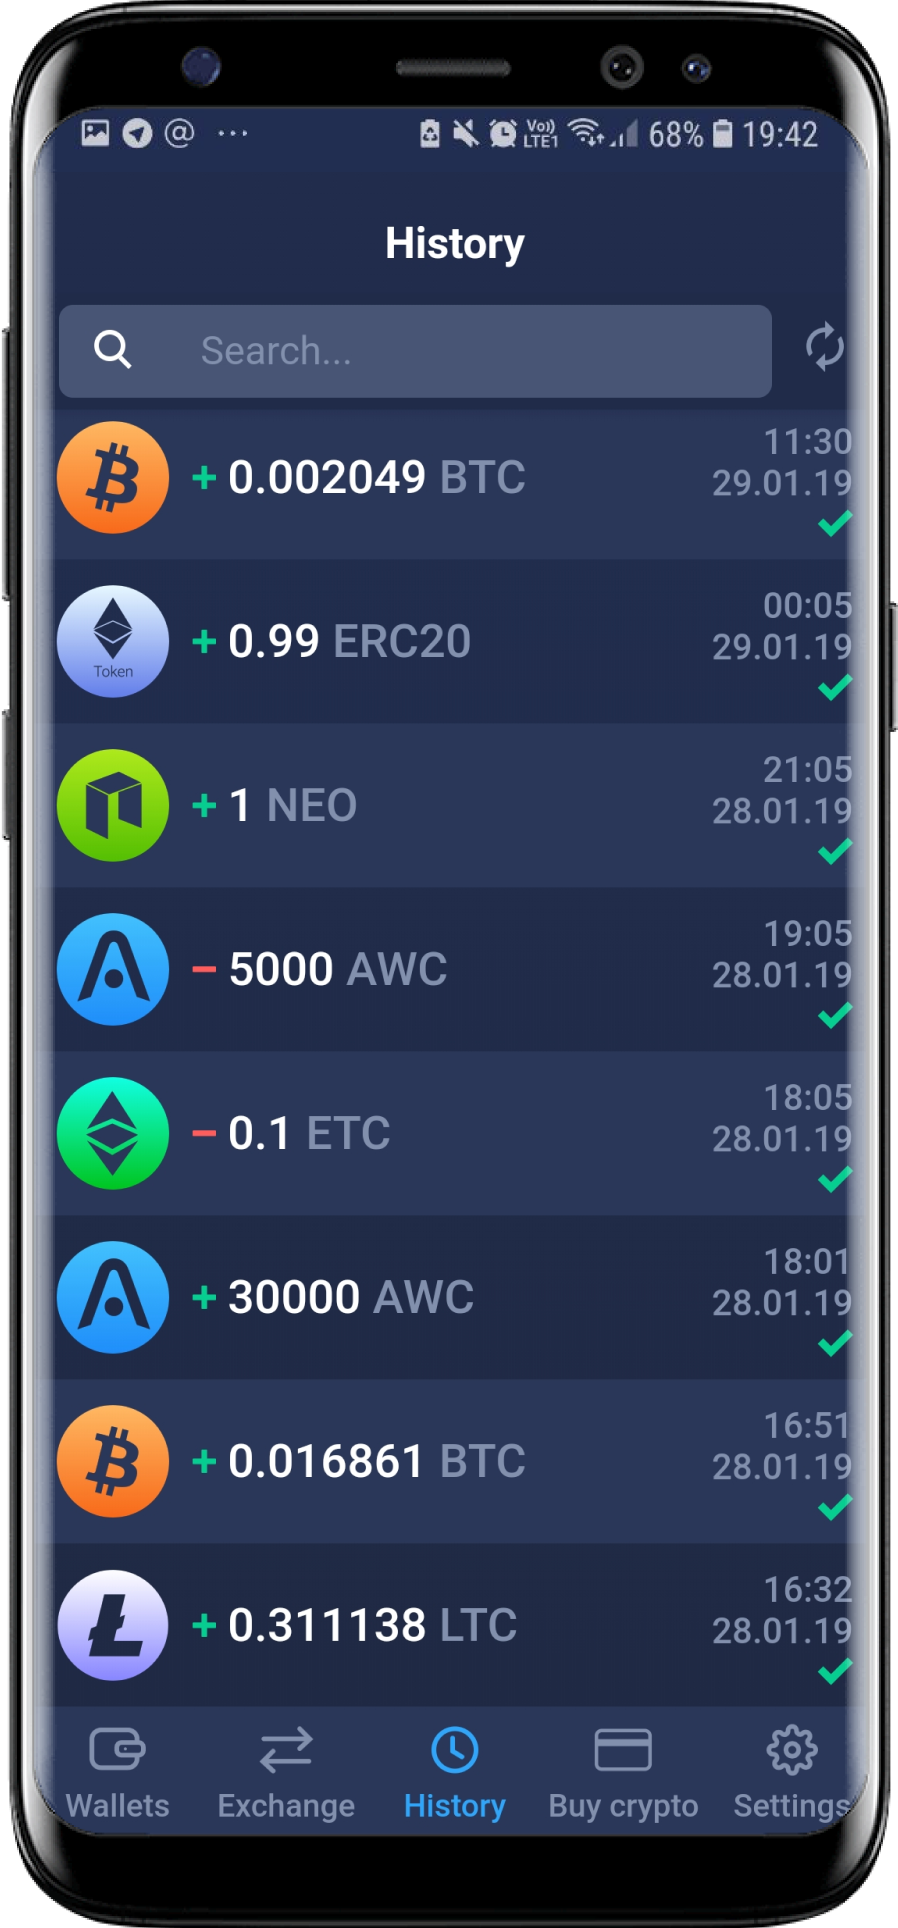 @ ... Vo)) LTE1 68% 19:42
History
Search...
+ 0.002049 BTC
11:30
29.01.19
Token
+ 0.99 ERC20
00:05
29.01.19
+ 1 NEO
21:05
28.01.19
− 5000 AWC
19:05
28.01.19
− 0.1 ETC
18:05
28.01.19
+ 30000 AWC
18:01
28.01.19
+ 0.016861 BTC
16:51
28.01.19
+ 0.311138 LTC
16:32
28.01.19
Wallets Exchange History Buy crypto Settings